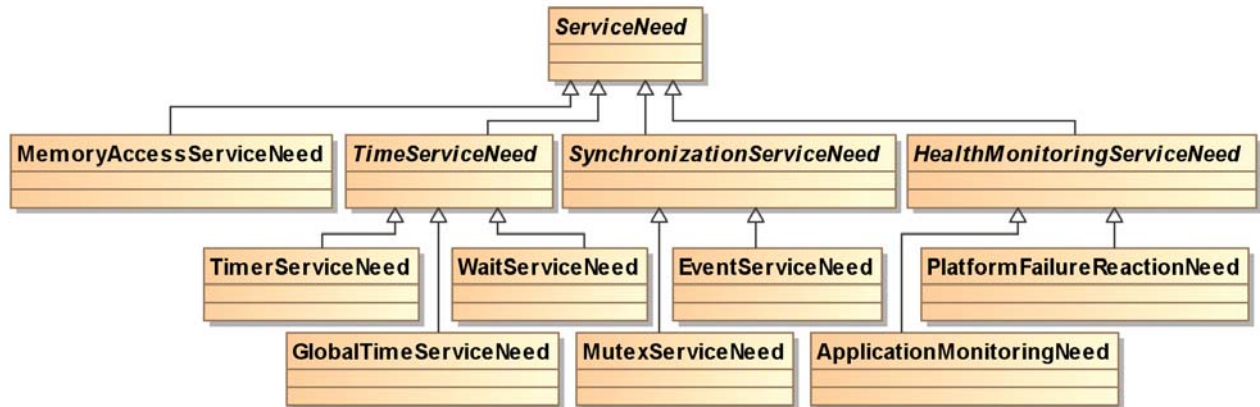 ServiceNeed
MemoryAccessServiceNeed
TimeServiceNeed
SynchronizationServiceNeed
HealthMonitoringServiceNeed
TimerServiceNeed
WaitServiceNeed
EventServiceNeed
PlatformFailureReactionNeed
GlobalTimeServiceNeed
MutexServiceNeed
ApplicationMonitoringNeed